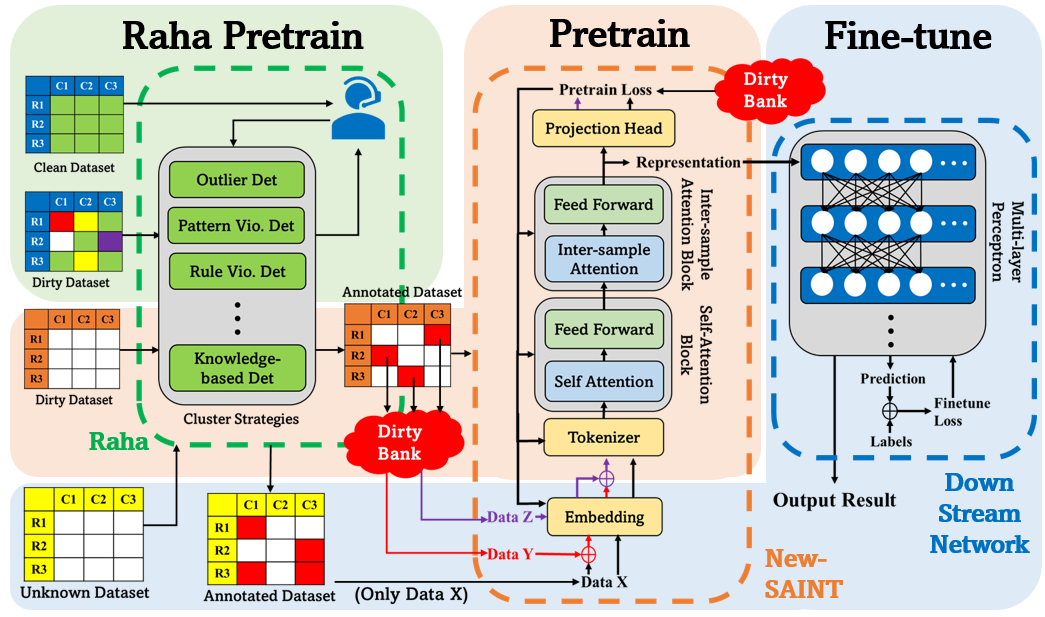 Raha Pretrain
Pretrain
Fine-tune
C1 C2 C3
R1
R2
R3
Clean Dataset
C1 C2 C3
R1
R2
R3
Dirty Dataset
Outlier Det
Pattern Vio. Det
Rule Vio. Det
Knowledge-
based Det
Cluster Strategies
C1 C2 C3
R1
R2
R3
Dirty Dataset
Raha
Annotated Dataset
C1 C2 C3
R1
R2
R3
Dirty
Bank
C1 C2 C3
R1
R2
R3
Unknown Dataset
C1 C2 C3
R1
R2
R3
Annotated Dataset
(Only Data X)
Pretrain Loss
Dirty
Bank
Projection Head
Representation
Feed Forward
Inter-sample
Attention
Inter-sample
Attention Block
Feed Forward
Self Attention
Self-Attention
Block
Tokenizer
Embedding
Data Z
Data Y
Data X
New-
SAINT
Multi-layer
Perceptron
Prediction
Finetune
Loss
Labels
Output Result
Down
Stream
Network